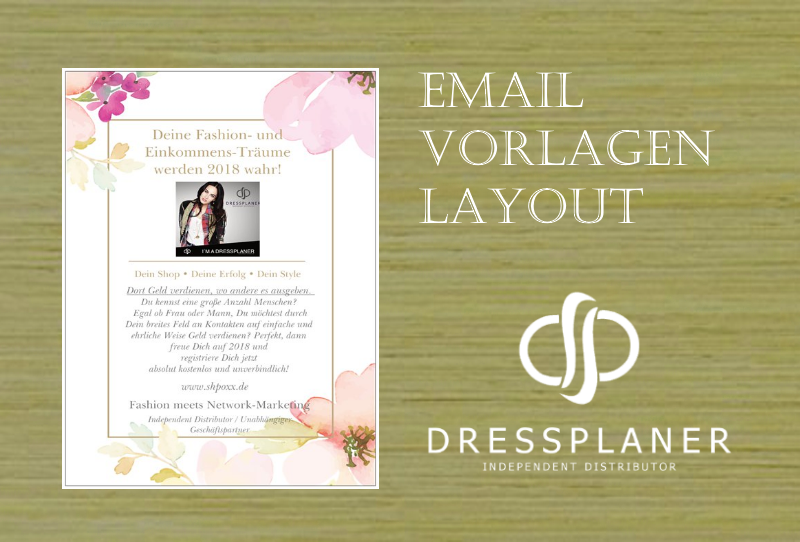 Deine Fashion- und
Einkommens-Träume
werden 2018 wahr!
DRESSPLANER
I'M A DRESSPLANER
Dein Shop • Deine Erfolg • Dein Style
Dort Geld verdienen, wo andere es ausgeben.
Du kennst eine große Anzahl Menschen?
Egal ob Frau oder Mann, Du möchtest durch
Dein breites Feld an Kontakten auf einfache und
ehrliche Weise Geld verdienen? Perfekt, dann
freue Dich auf 2018 und
registriere Dich jetzt
absolut kostenlos und unverbindlich!
www.shpoxx.de
Fashion meets Network-Marketing
Independent Distributor / Unabhängiger
Geschäftspartner
EMAIL
VORLAGEN
LAYOUT
DRESSPLANER
INDEPENDENT DISTRIBUTOR